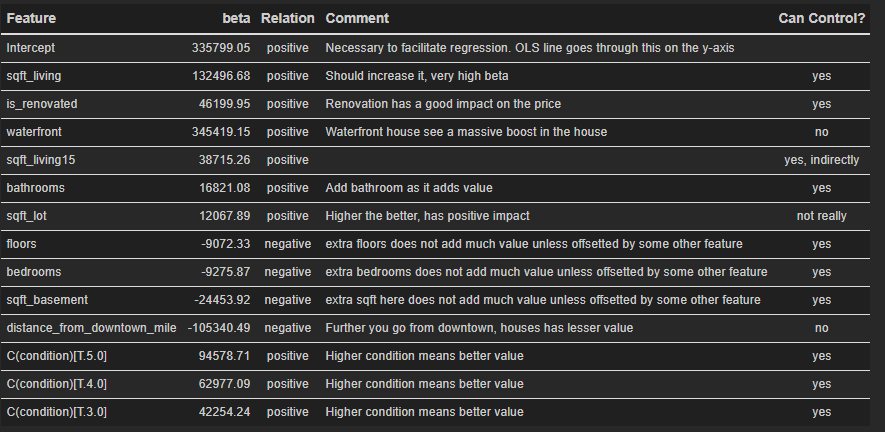 Feature beta Relation Comment Can Control?
Intercept 335799.05 positive Necessary to facilitate regression. OLS line goes through this on the y-axis
sqft_living 132496.68 positive Should increase it, very high beta yes
is_renovated 46199.95 positive Renovation has a good impact on the price yes
waterfront 345419.15 positive Waterfront house see a massive boost in the house no
sqft_living15 38715.26 positive yes, indirectly
bathrooms 16821.08 positive Add bathroom as it adds value yes
sqft_lot 12067.89 positive Higher the better, has positive impact not really
floors -9072.33 negative extra floors does not add much value unless offsetted by some other feature yes
bedrooms -9275.87 negative extra bedrooms does not add much value unless offsetted by some other feature yes
sqft_basement -24453.92 negative extra sqft here does not add much value unless offsetted by some other feature yes
distance_from_downtown_mile -105340.49 negative Further you go from downtown, houses has lesser value no
C(condition)[T.5.0] 94578.71 positive Higher condition means better value yes
C(condition)[T.4.0] 62977.09 positive Higher condition means better value yes
C(condition)[T.3.0] 42254.24 positive Higher condition means better value yes